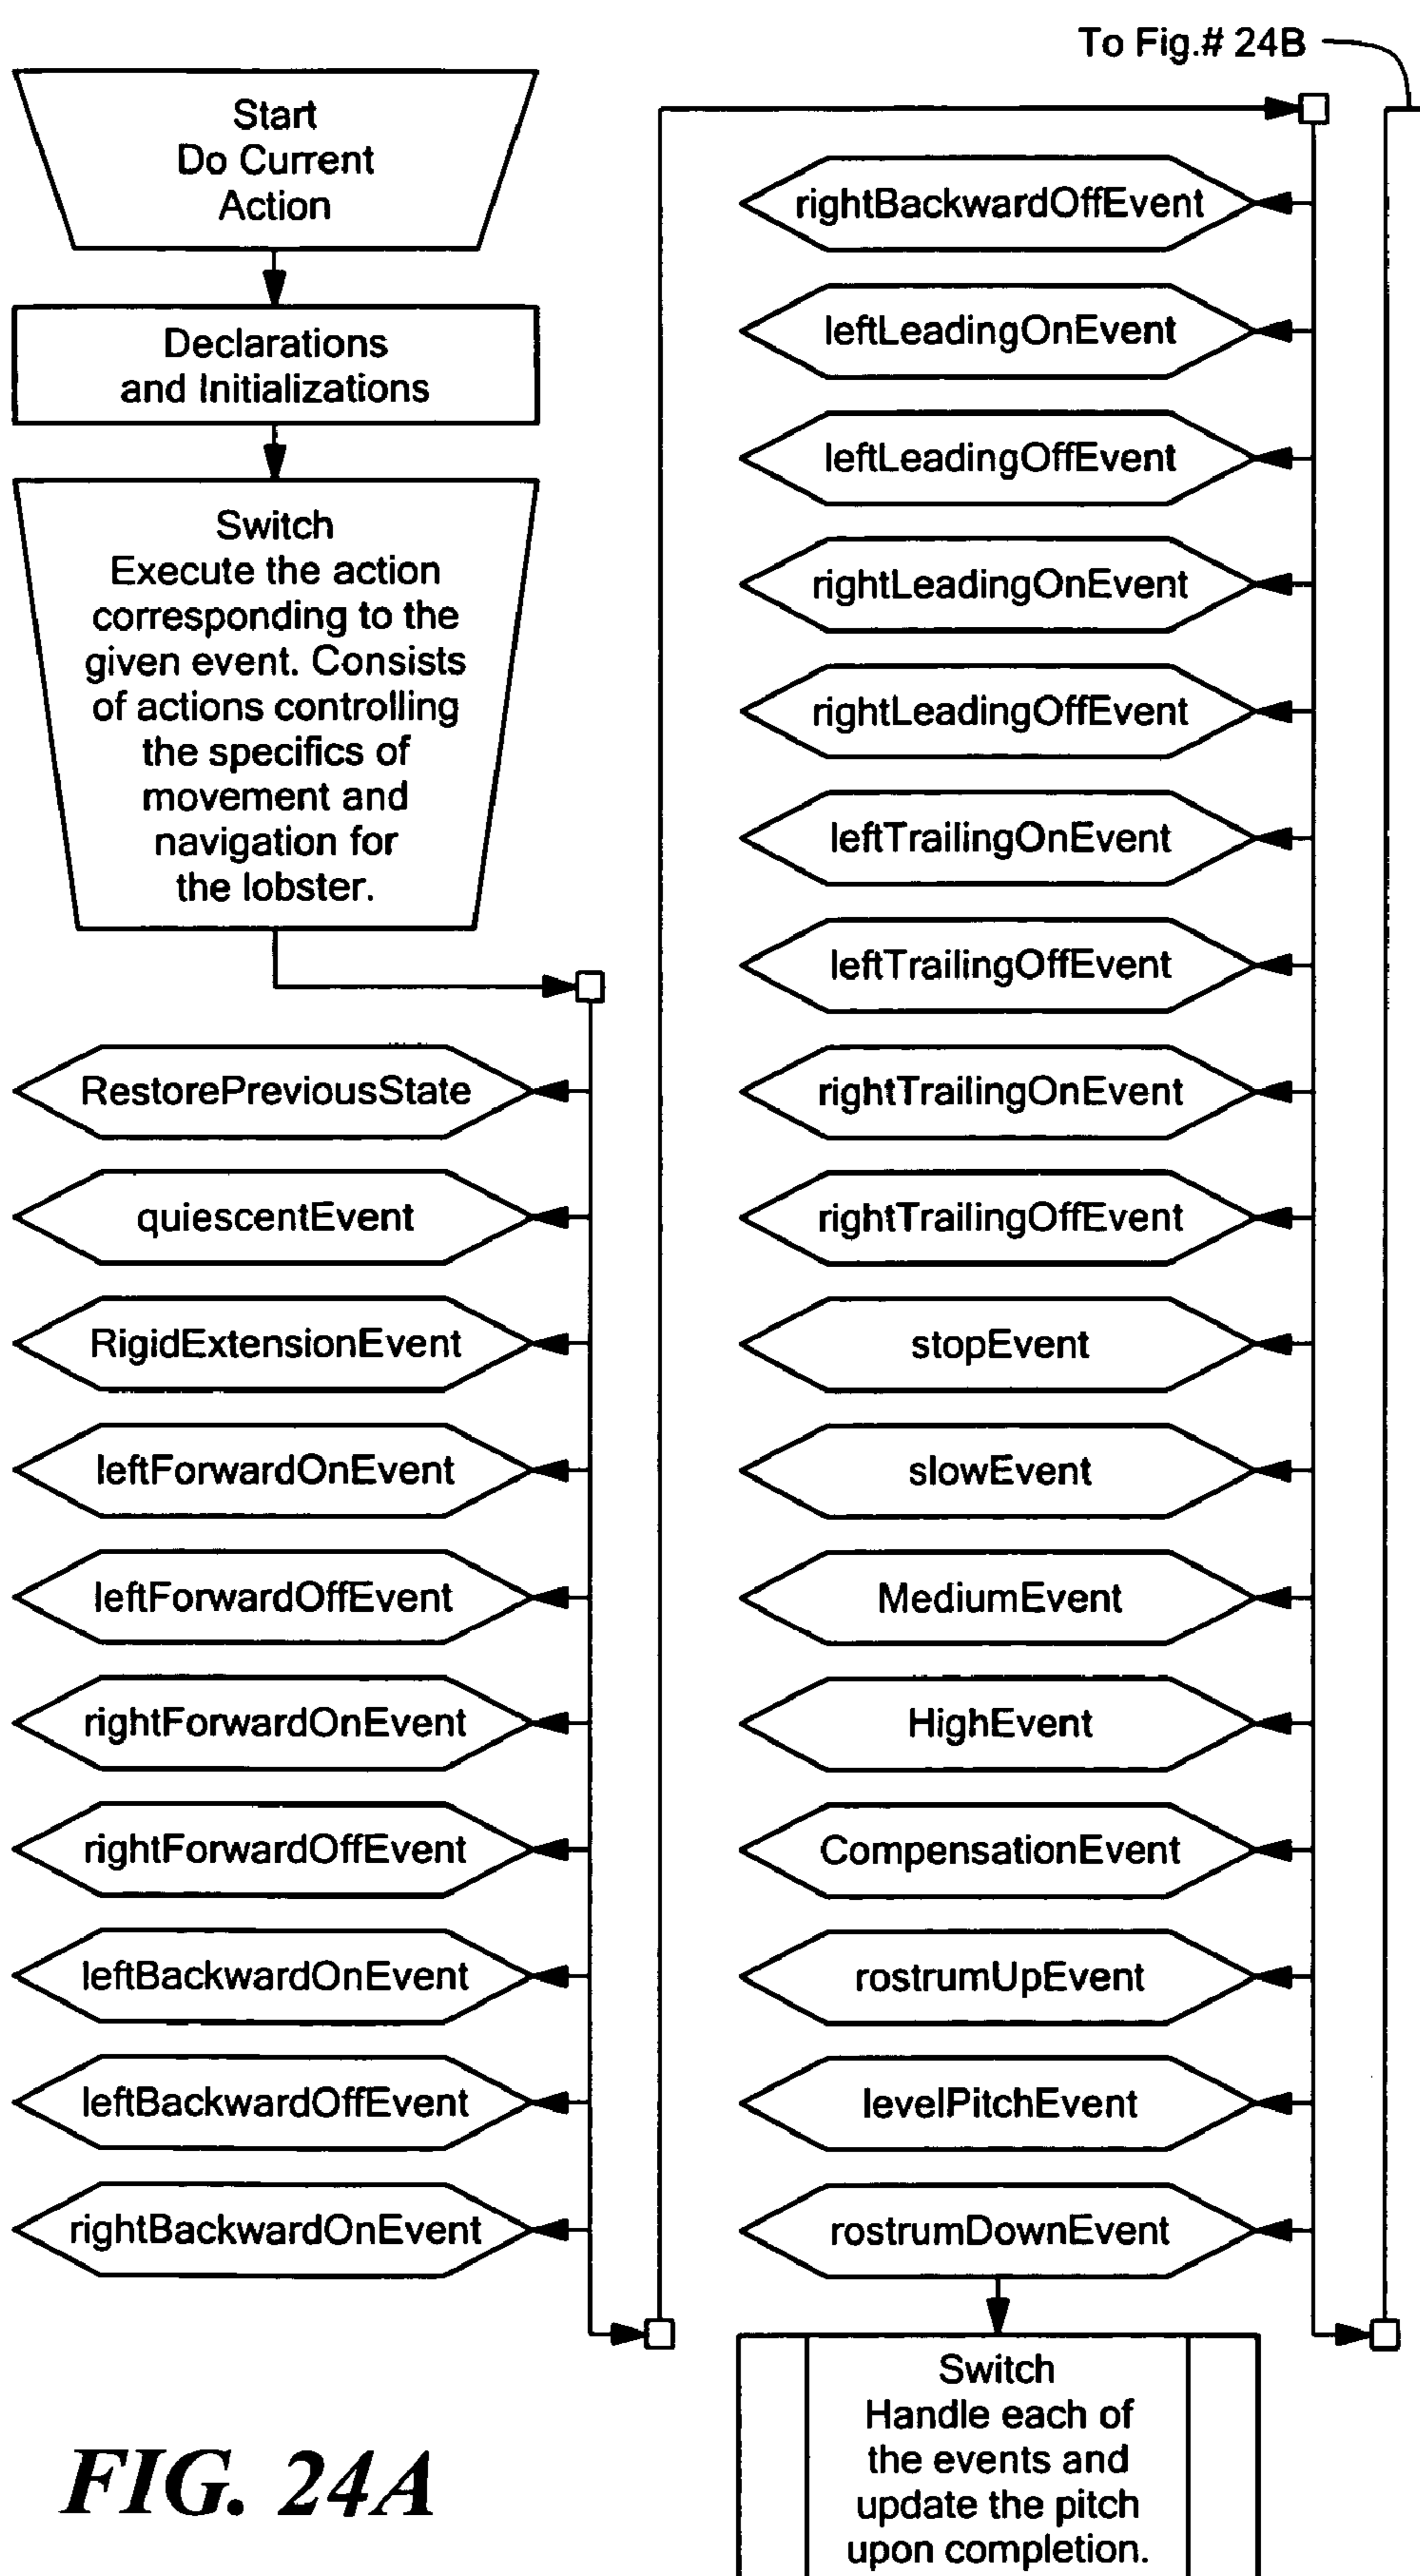 To Fig.# 24B
Start
Do Current
Action
Declarations
and Initializations
Switch
Execute the action
corresponding to the
given event. Consists
of actions controlling
the specifics of
movement and
navigation for
the lobster.
RestorePreviousState
quiescentEvent
RigidExtensionEvent
leftForwardOnEvent
leftForwardOffEvent
rightForwardOnEvent
rightForwardOffEvent
leftBackwardOnEvent
leftBackwardOffEvent
rightBackwardOnEvent
rightBackwardOffEvent
leftLeadingOnEvent
leftLeadingOffEvent
rightLeadingOnEvent
rightLeadingOffEvent
leftTrailingOnEvent
leftTrailingOffEvent
rightTrailingOnEvent
rightTrailingOffEvent
stopEvent
slowEvent
MediumEvent
HighEvent
CompensationEvent
rostrumUpEvent
levelPitchEvent
rostrumDownEvent
Switch
Handle each of
the events and
update the pitch
upon completion.
FIG. 24A